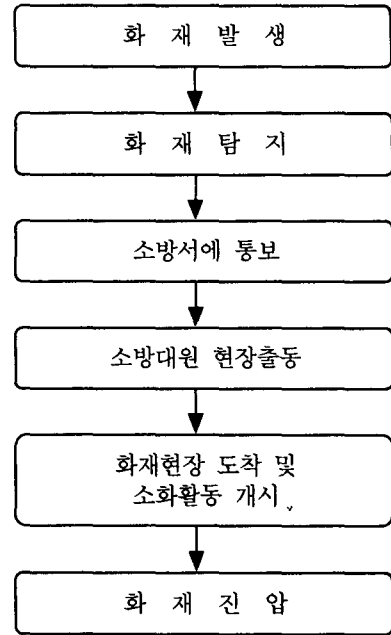 화 재 발 생
화 재 탐 지
소방서에 통보
소방대원 현장출동
화재현장 도착 및
소화활동 개시
화 재 진 압